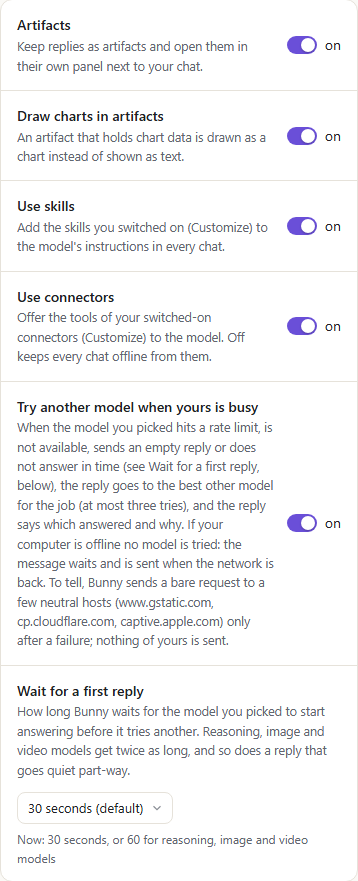 Artifacts
Keep replies as artifacts and open them in
their own panel next to your chat.
on
Draw charts in artifacts
An artifact that holds chart data is drawn as a
chart instead of shown as text.
on
Use skills
Add the skills you switched on (Customize) to
the model's instructions in every chat.
on
Use connectors
Offer the tools of your switched-on
connectors (Customize) to the model. Off
keeps every chat offline from them.
on
Try another model when yours is busy
When the model you picked hits a rate limit, is
not available, sends an empty reply or does
not answer in time (see Wait for a first reply,
below), the reply goes to the best other model
for the job (at most three tries), and the reply
says which answered and why. If your
computer is offline no model is tried: the
message waits and is sent when the network is
back. To tell, Bunny sends a bare request to a
few neutral hosts (www.gstatic.com,
cp.cloudflare.com, captive.apple.com) only
after a failure; nothing of yours is sent.
on
Wait for a first reply
How long Bunny waits for the model you picked to start
answering before it tries another. Reasoning, image and
video models get twice as long, and so does a reply that
goes quiet part-way.
30 seconds (default)
Now: 30 seconds, or 60 for reasoning, image and video
models